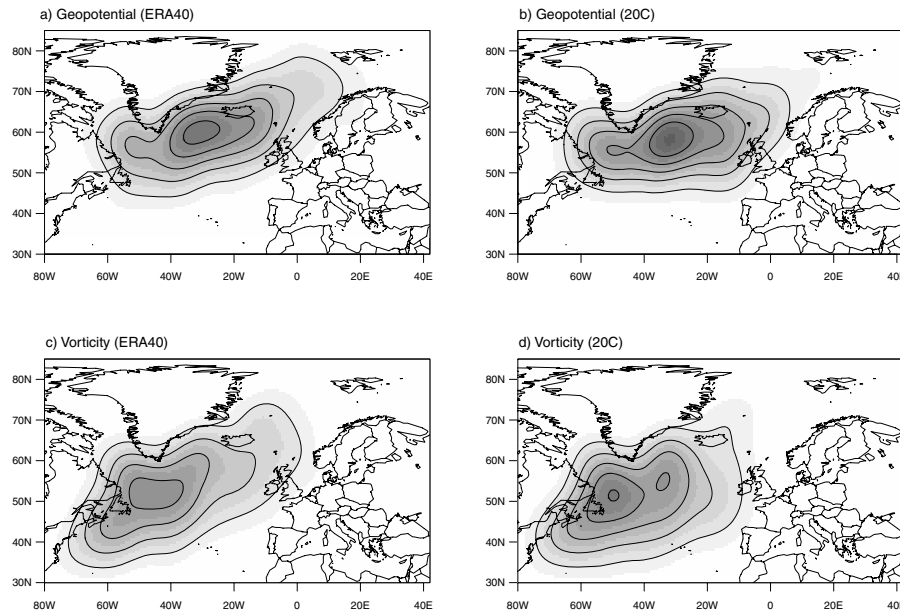 a) Geopotential (ERA40)
80N
70N
60N
50N
40N
30N
80W 60W 40W 20W 0 20E 40E
b) Geopotential (20C)
80N
70N
60N
50N
40N
30N
80W 60W 40W 20W 0 20E 40
c) Vorticity (ERA40)
80N
70N
60N
50N
40N
30N
80W 60W 40W 20W 0 20E 40E
d) Vorticity (20C)
80N
70N
60N
50N
40N
30N
80W 60W 40W 20W 0 20E 40